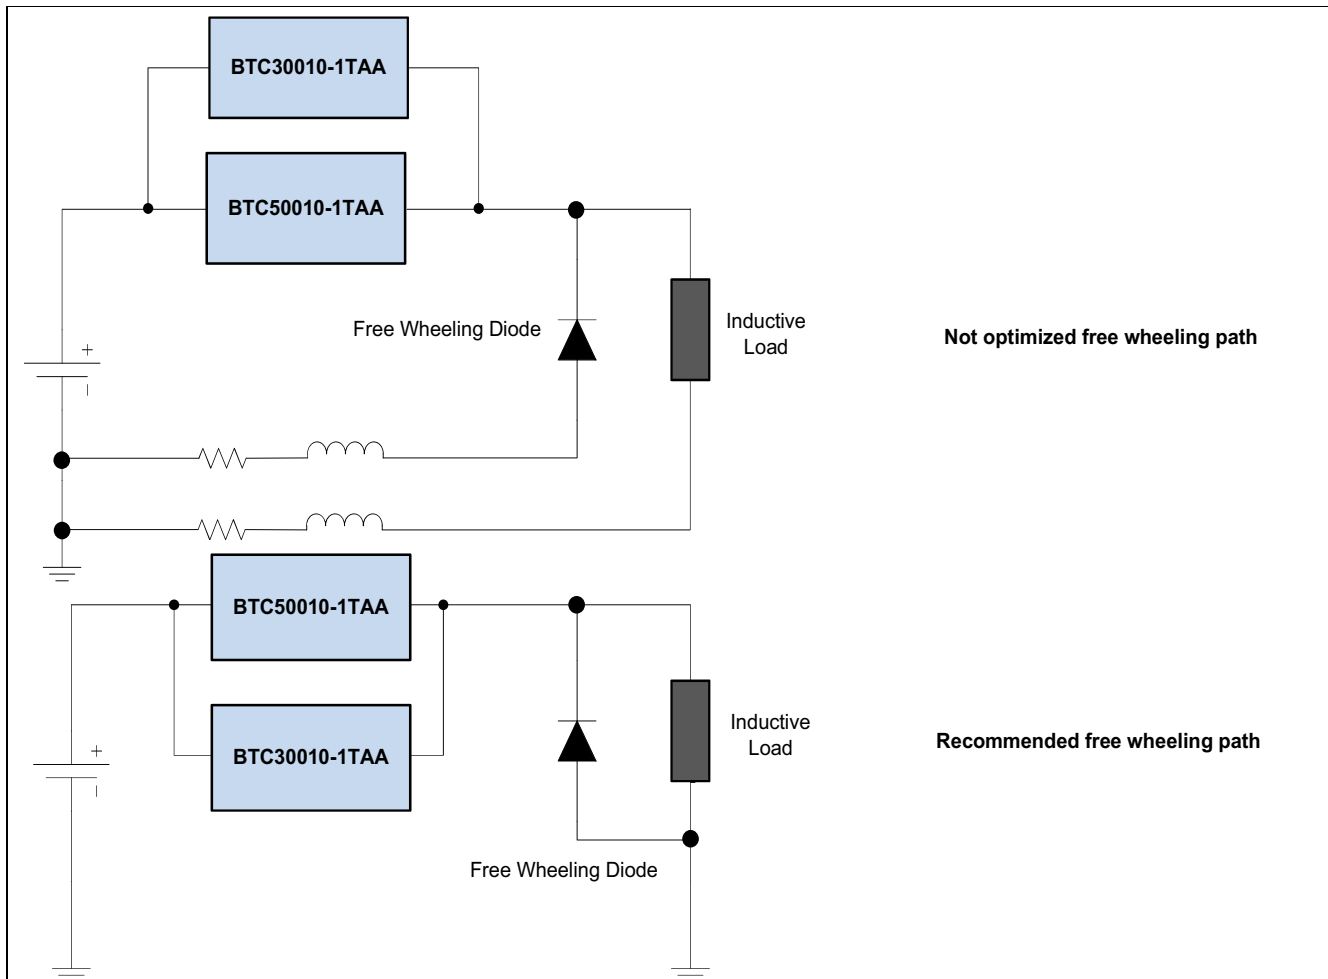 BTC30010-1TAA
BTC50010-1TAA
Free Wheeling Diode
Inductive
Load
Not optimized free wheeling path
+
–
BTC50010-1TAA
BTC30010-1TAA
Inductive
Load
Recommended free wheeling path
+
–
Free Wheeling Diode